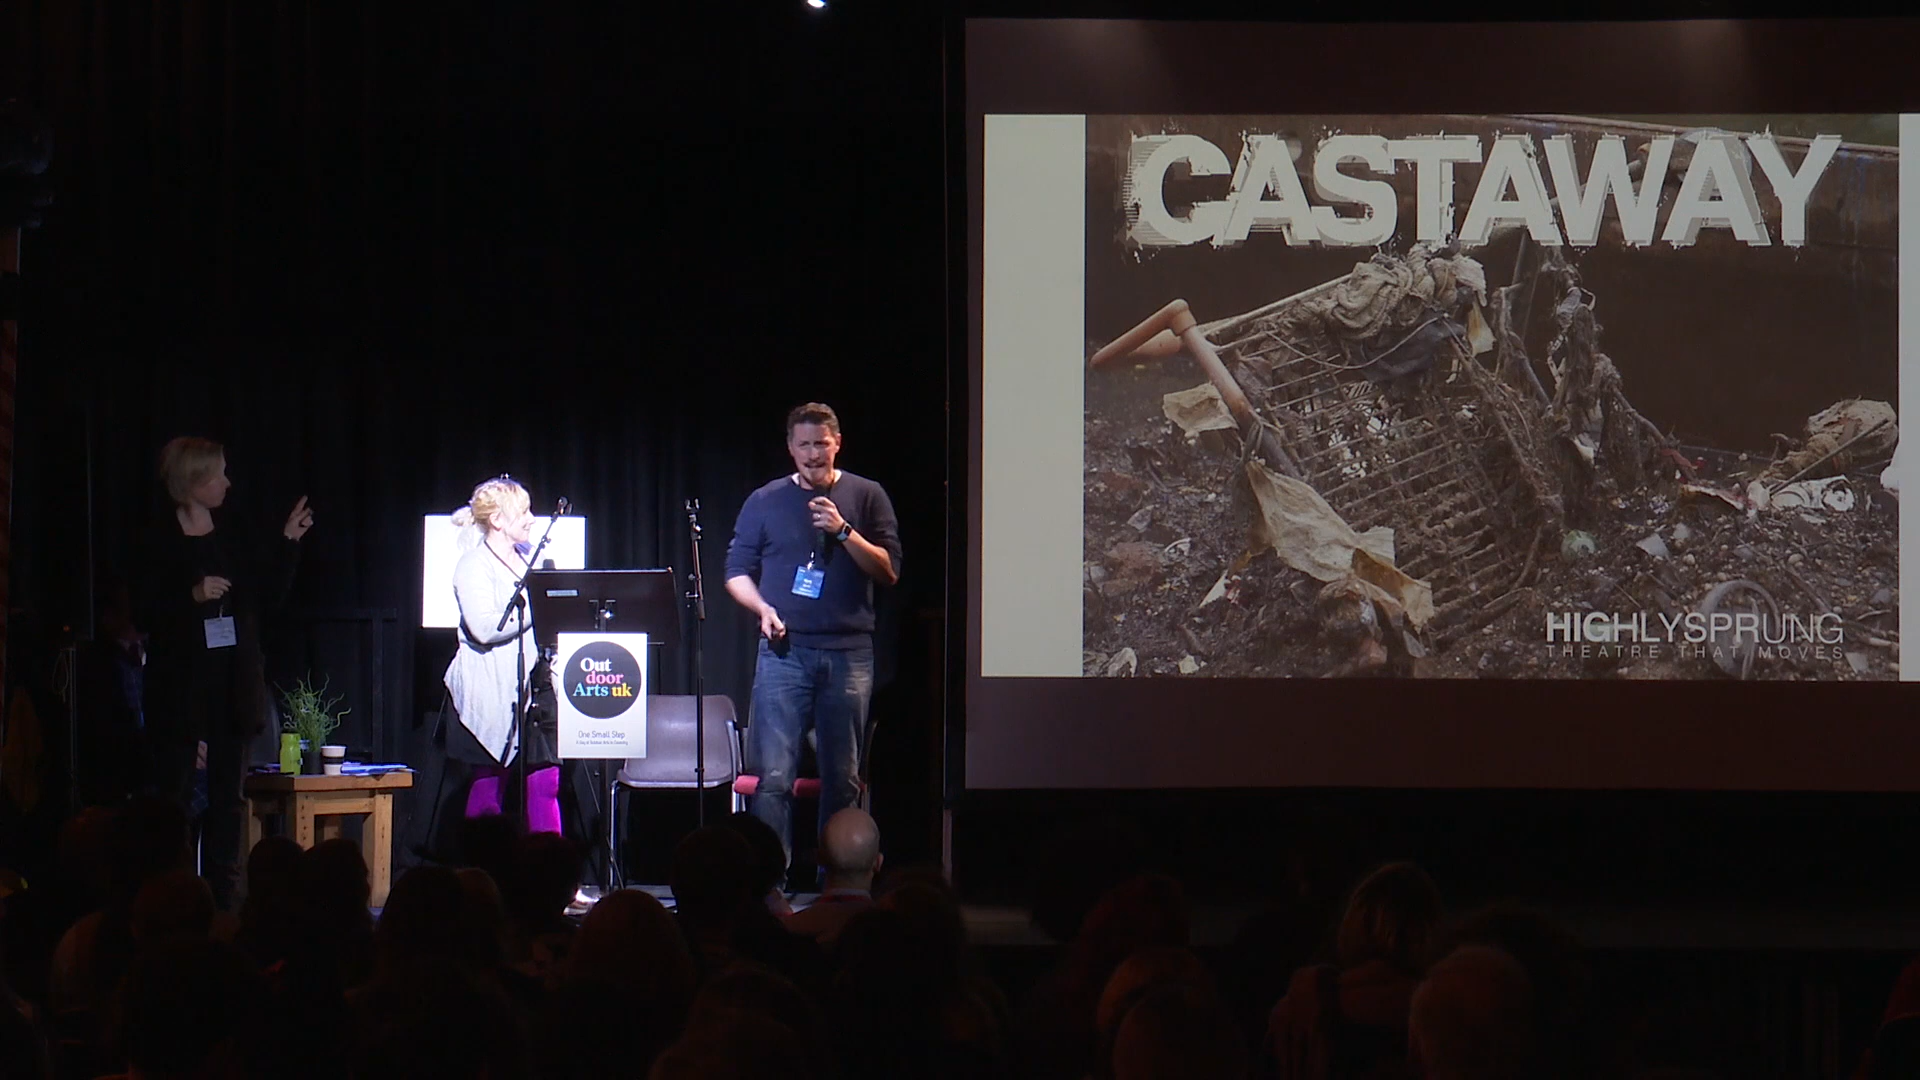 CASTAWAY
HIGHLYSPRUNG
THEATRE THAT MOVES
Out
door
Arts uk
One Small Step